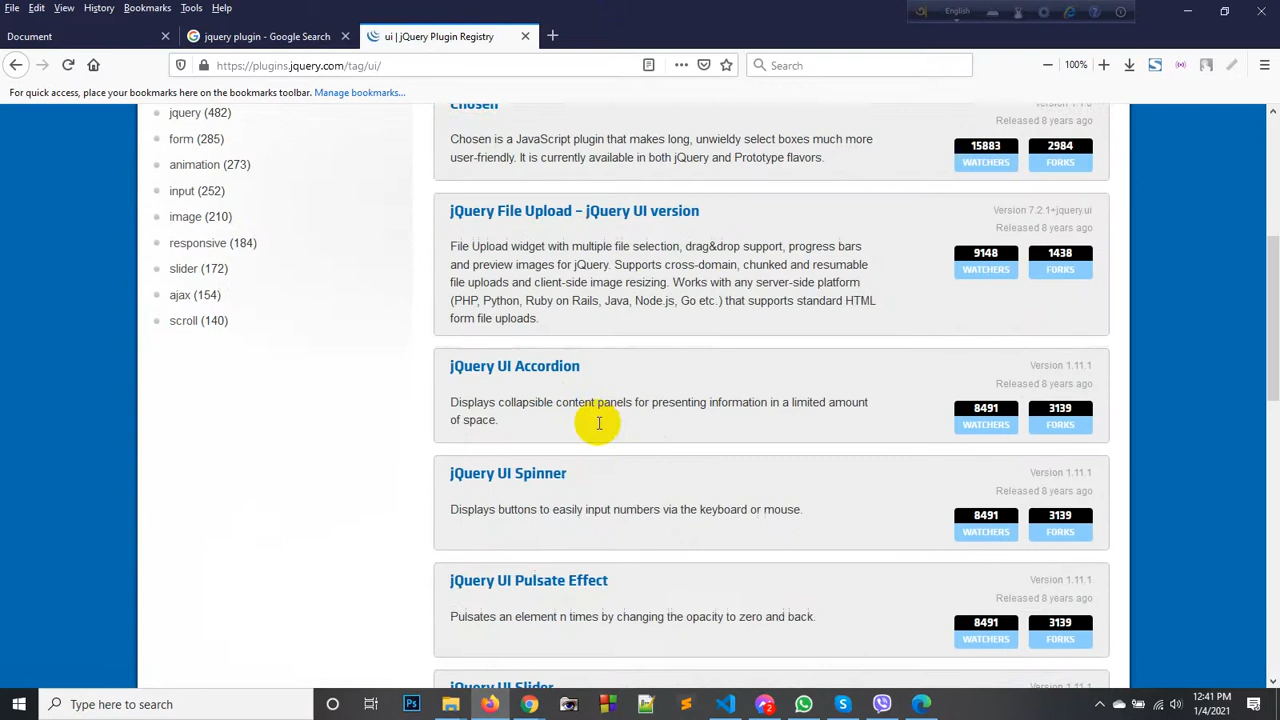 File Edit View History Bookmarks Tools Help
English
Document
jquery plugin - Google Search
ui | jQuery Plugin Registry
https://plugins.jquery.com/tag/ui/
100%
Search
For quick access, place your bookmarks here on the bookmarks toolbar. Manage bookmarks...
jquery (482)
form (285)
animation (273)
input (252)
image (210)
responsive (184)
slider (172)
ajax (154)
scroll (140)
Chosen
Released 8 years ago
Chosen is a JavaScript plugin that makes long, unwieldy select boxes much more
user-friendly. It is currently available in both jQuery and Prototype flavors.
15883 2984
WATCHERS FORKS
jQuery File Upload – jQuery UI version
Version 7.2.1+jquery.ui
Released 8 years ago
File Upload widget with multiple file selection, drag&drop support, progress bars
and preview images for jQuery. Supports cross-domain, chunked and resumable
file uploads and client-side image resizing. Works with any server-side platform
(PHP, Python, Ruby on Rails, Java, Node.js, Go etc.) that supports standard HTML
form file uploads.
9148 1438
WATCHERS FORKS
jQuery UI Accordion
Version 1.11.1
Released 8 years ago
Displays collapsible content panels for presenting information in a limited amount
of space.
8491 3139
WATCHERS FORKS
jQuery UI Spinner
Version 1.11.1
Released 8 years ago
Displays buttons to easily input numbers via the keyboard or mouse.
8491 3139
WATCHERS FORKS
jQuery UI Pulsate Effect
Version 1.11.1
Released 8 years ago
Pulsates an element n times by changing the opacity to zero and back.
8491 3139
WATCHERS FORKS
jQuery UI Slider
Version 1.11.1
Type here to search
12:41 PM
1/4/2021